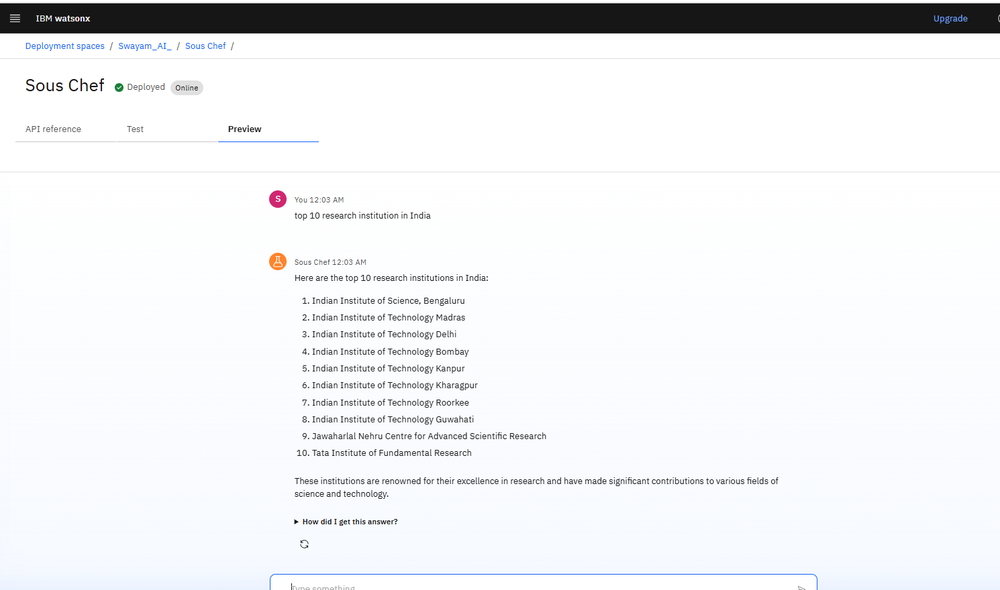 IBM watsonx
Upgrade
Deployment spaces / Swayam_AI_ / Sous Chef /
Sous Chef Deployed Online
API reference Test Preview
S You 12:03 AM
top 10 research institution in India
Sous Chef 12:03 AM
Here are the top 10 research institutions in India:
1. Indian Institute of Science, Bengaluru
2. Indian Institute of Technology Madras
3. Indian Institute of Technology Delhi
4. Indian Institute of Technology Bombay
5. Indian Institute of Technology Kanpur
6. Indian Institute of Technology Kharagpur
7. Indian Institute of Technology Roorkee
8. Indian Institute of Technology Guwahati
9. Jawaharlal Nehru Centre for Advanced Scientific Research
10. Tata Institute of Fundamental Research
These institutions are renowned for their excellence in research and have made significant contributions to various fields of
science and technology.
How did I get this answer?
Type something